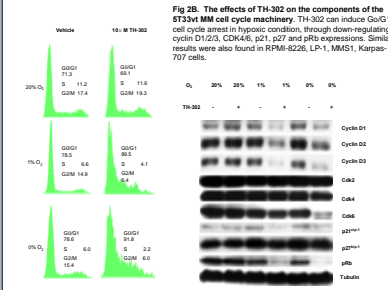 Fig 2B. The effects of TH-302 on the components of the
5T33vt MM cell cycle machinery. TH-302 can induce Go/G1
cell cycle arrest in hypoxic condition, through down-regulating
cyclin D1/2/3, CDK4/6, p21, p27 and pRb expressions. Simila
results were also found in RPMI-8226, LP-1, MMS1, Karpas-
707 cells.
Vehicle
10 M TH-302
20% O2
G0/G1
71.3
S 11.2
G2/M 17.4
G0/G1
69.1
S 11.6
G2/M 19.3
1% O2
G0/G1
78.5
S 6.6
G2/M 14.9
G0/G1
89.5
S 4.1
G2/M
6.4
0% O2
G0/G1
78.6
S 6.0
G2/M
15.4
G0/G1
91.8
S 2.2
G2/M 6.0
O2 20% 20% 1% 1% 0% 0%
TH-302 - + - + - +
Cyclin D1
Cyclin D2
Cyclin D3
Cdk2
Cdk4
Cdk6
p21
p27
pRb
Tubulin